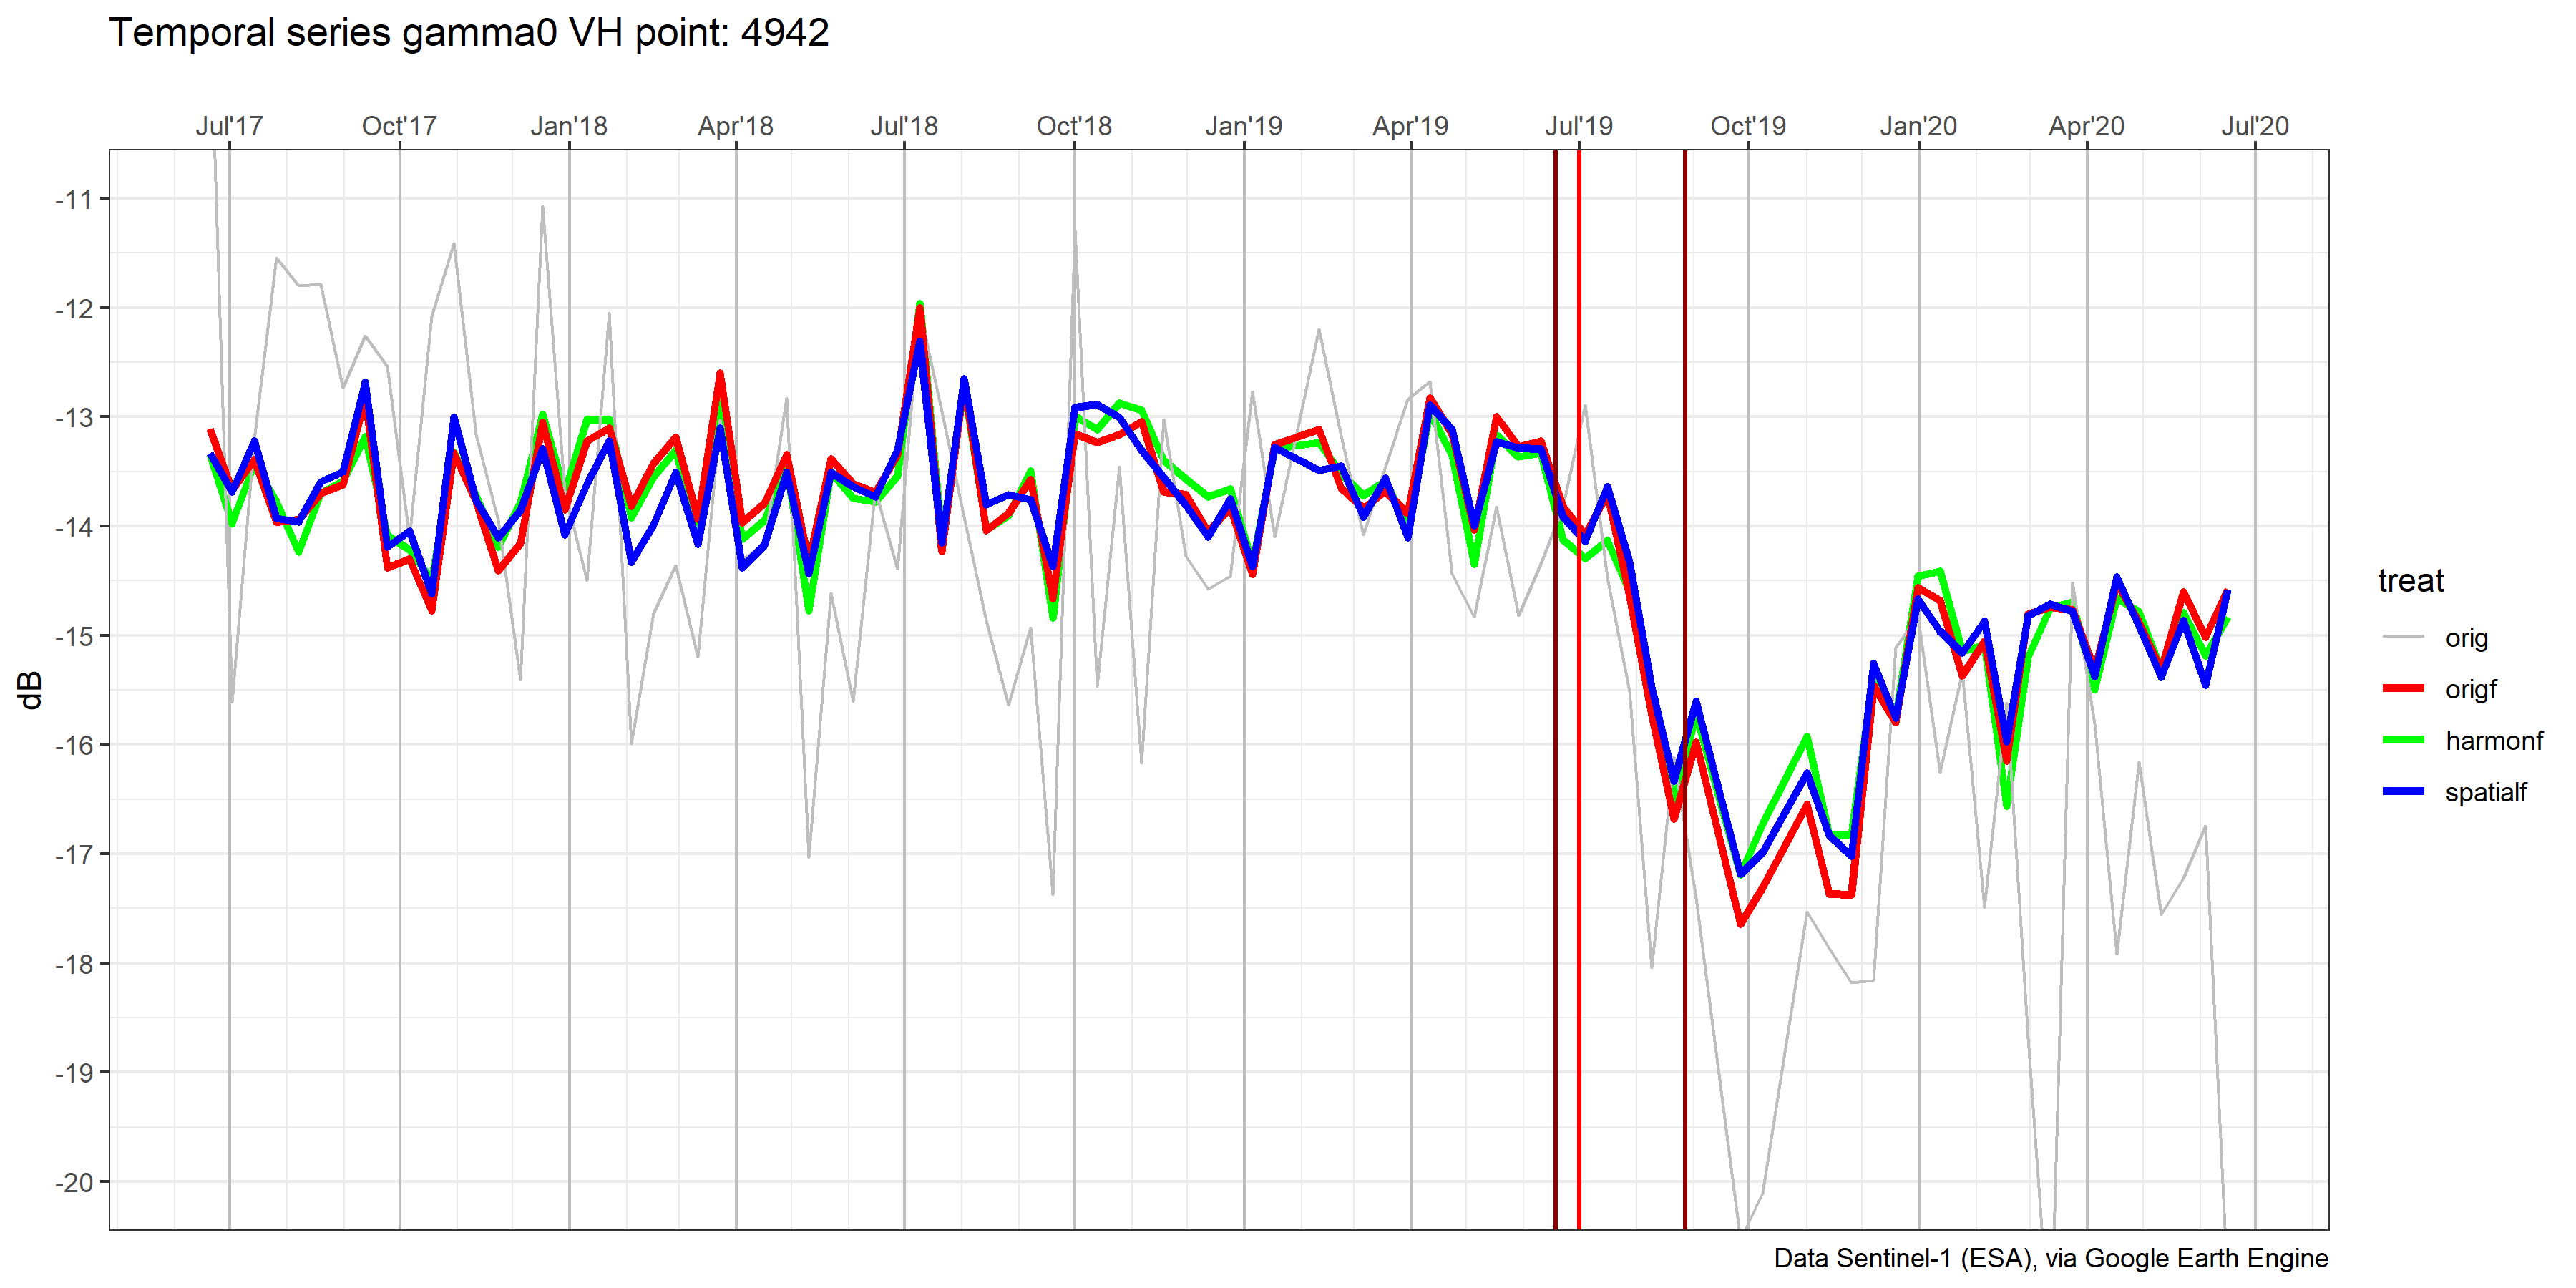 Temporal series gamma0 VH point: 4942
Jul'17 Oct'17 Jan'18 Apr'18 Jul'18 Oct'18 Jan'19 Apr'19 Jul'19 Oct'19 Jan'20 Apr'20 Jul'20
-11
-12
-13
-14
-15
-16
-17
-18
-19
-20
dB
treat
orig
origf
harmonf
spatialf
Data Sentinel-1 (ESA), via Google Earth Engine